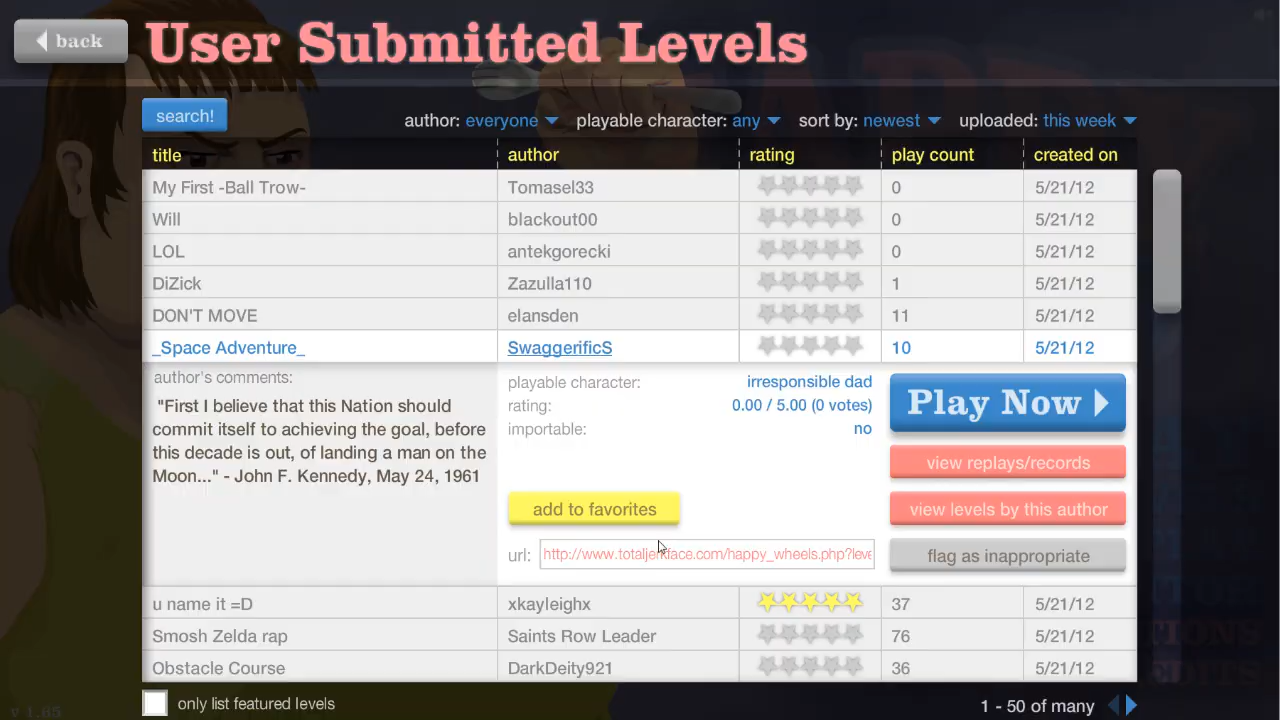 back
User Submitted Levels
search!
author: everyone playable character: any sort by: newest uploaded: this week
title author rating play count created on
My First -Ball Trow- Tomasel33 0 5/21/12
Will blackout00 0 5/21/12
LOL antekgorecki 0 5/21/12
DiZick Zazulla110 1 5/21/12
DON'T MOVE elansden 11 5/21/12
_Space Adventure_ SwaggerificS 10 5/21/12
author's comments:
"First I believe that this Nation should
commit itself to achieving the goal, before
this decade is out, of landing a man on the
Moon..." - John F. Kennedy, May 24, 1961
playable character: irresponsible dad
rating: 0.00 / 5.00 (0 votes)
importable: no
add to favorites
url: http://www.totaljerkface.com/happy_wheels.php?leve
Play Now
view replays/records
view levels by this author
flag as inappropriate
u name it =D xkayleighx 37 5/21/12
Smosh Zelda rap Saints Row Leader 76 5/21/12
Obstacle Course DarkDeity921 36 5/21/12
only list featured levels
1 - 50 of many
v 1.65